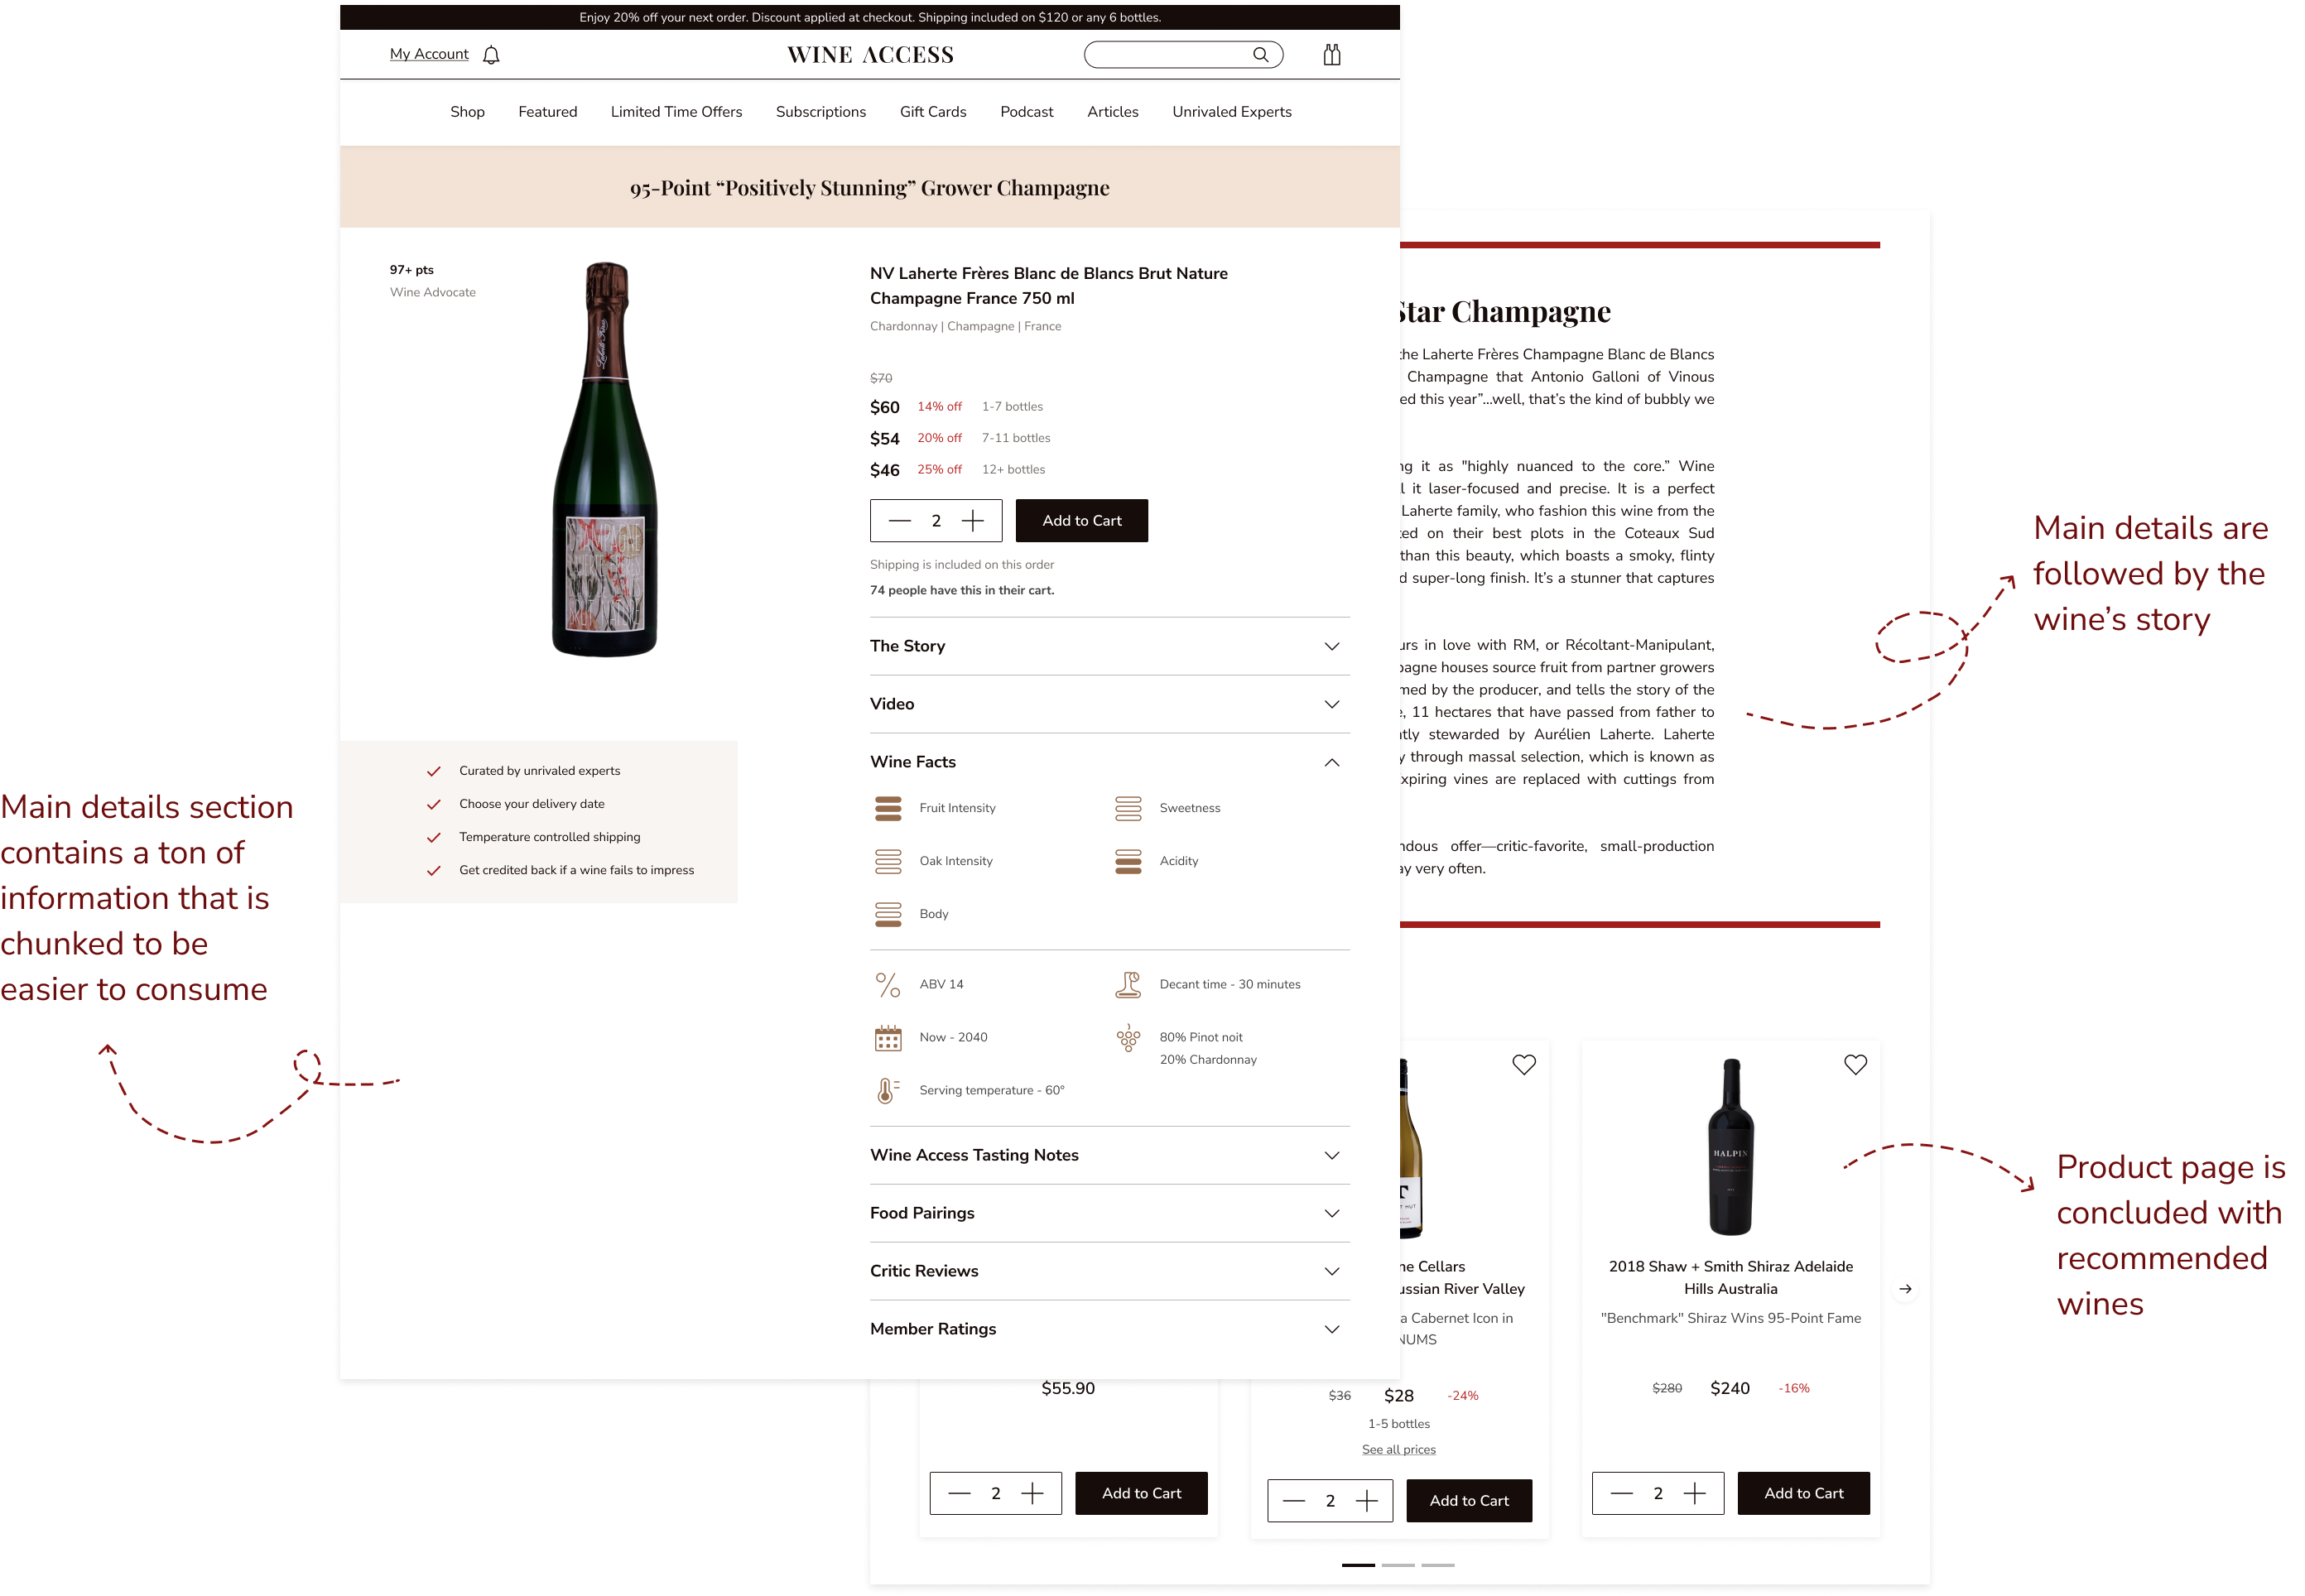 Enjoy 20% off your next order. Discount applied at checkout. Shipping included on $120 or any 6 bottles.
My Account
WINE ACCESS
Shop Featured Limited Time Offers Subscriptions Gift Cards Podcast Articles Unrivaled Experts
95-Point “Positively Stunning” Grower Champagne
97+ pts
Wine Advocate
NV Laherte Frères Blanc de Blancs Brut Nature
Champagne France 750 ml
Chardonnay | Champagne | France
$70
$60 14% off 1-7 bottles
$54 20% off 7-11 bottles
$46 25% off 12+ bottles
2 Add to Cart
Shipping is included on this order
74 people have this in their cart.
The Story
Video
Wine Facts
Fruit Intensity Sweetness
Oak Intensity Acidity
Body
ABV 14 Decant time - 30 minutes
Now - 2040 80% Pinot noit
20% Chardonnay
Serving temperature - 60°
Wine Access Tasting Notes
Food Pairings
Critic Reviews
Member Ratings
Curated by unrivaled experts
Choose your delivery date
Temperature controlled shipping
Get credited back if a wine fails to impress
Main details section
contains a ton of
information that is
chunked to be
easier to consume
Star Champagne
the Laherte Frères Champagne Blanc de Blancs
Champagne that Antonio Galloni of Vinous
ed this year”...well, that’s the kind of bubbly we
ng it as "highly nuanced to the core.” Wine
l it laser-focused and precise. It is a perfect
Laherte family, who fashion this wine from the
ted on their best plots in the Coteaux Sud
than this beauty, which boasts a smoky, flinty
d super-long finish. It’s a stunner that captures
urs in love with RM, or Récoltant-Manipulant,
pagne houses source fruit from partner growers
med by the producer, and tells the story of the
e, 11 hectares that have passed from father to
ntly stewarded by Aurélien Laherte. Laherte
y through massal selection, which is known as
xpiring vines are replaced with cuttings from
ndous offer—critic-favorite, small-production
ay very often.
Main details are
followed by the
wine’s story
$55.90
2 Add to Cart
ne Cellars
ussian River Valley
a Cabernet Icon in
NUMS
$36 $28 -24%
1-5 bottles
See all prices
2 Add to Cart
HALPIN
2018 Shaw + Smith Shiraz Adelaide
Hills Australia
"Benchmark" Shiraz Wins 95-Point Fame
$280 $240 -16%
2 Add to Cart
Product page is
concluded with
recommended
wines